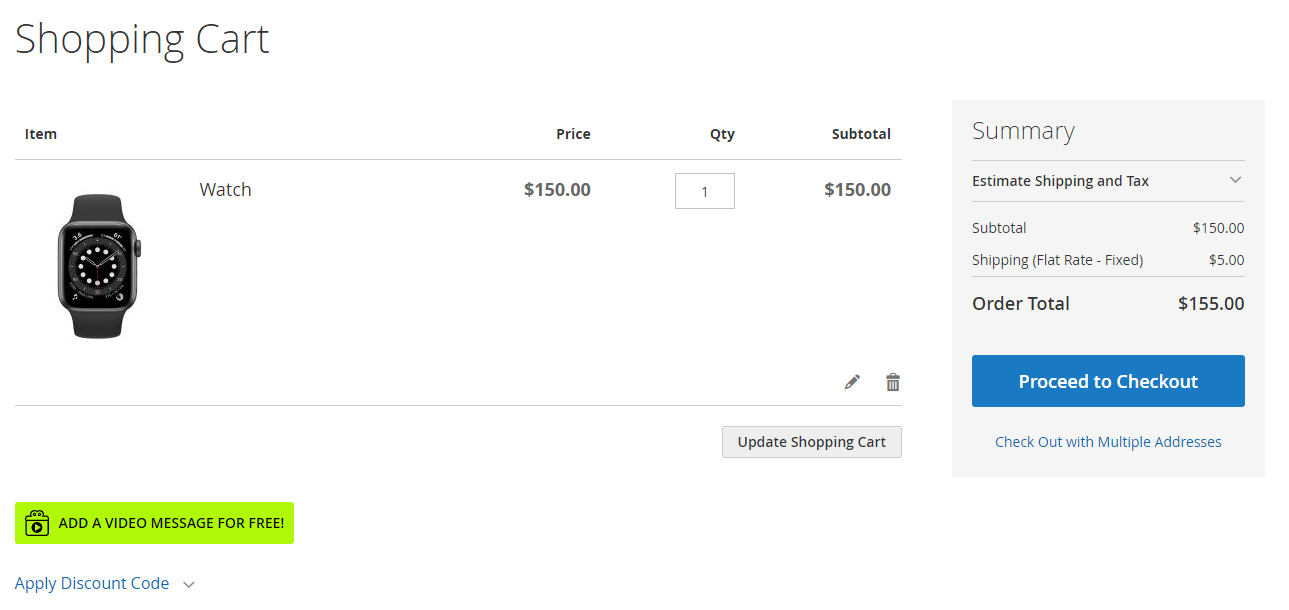 Shopping Cart
Item Price Qty Subtotal
Watch $150.00 1 $150.00
Update Shopping Cart
ADD A VIDEO MESSAGE FOR FREE!
Apply Discount Code
Summary
Estimate Shipping and Tax
Subtotal $150.00
Shipping (Flat Rate - Fixed) $5.00
Order Total $155.00
Proceed to Checkout
Check Out with Multiple Addresses